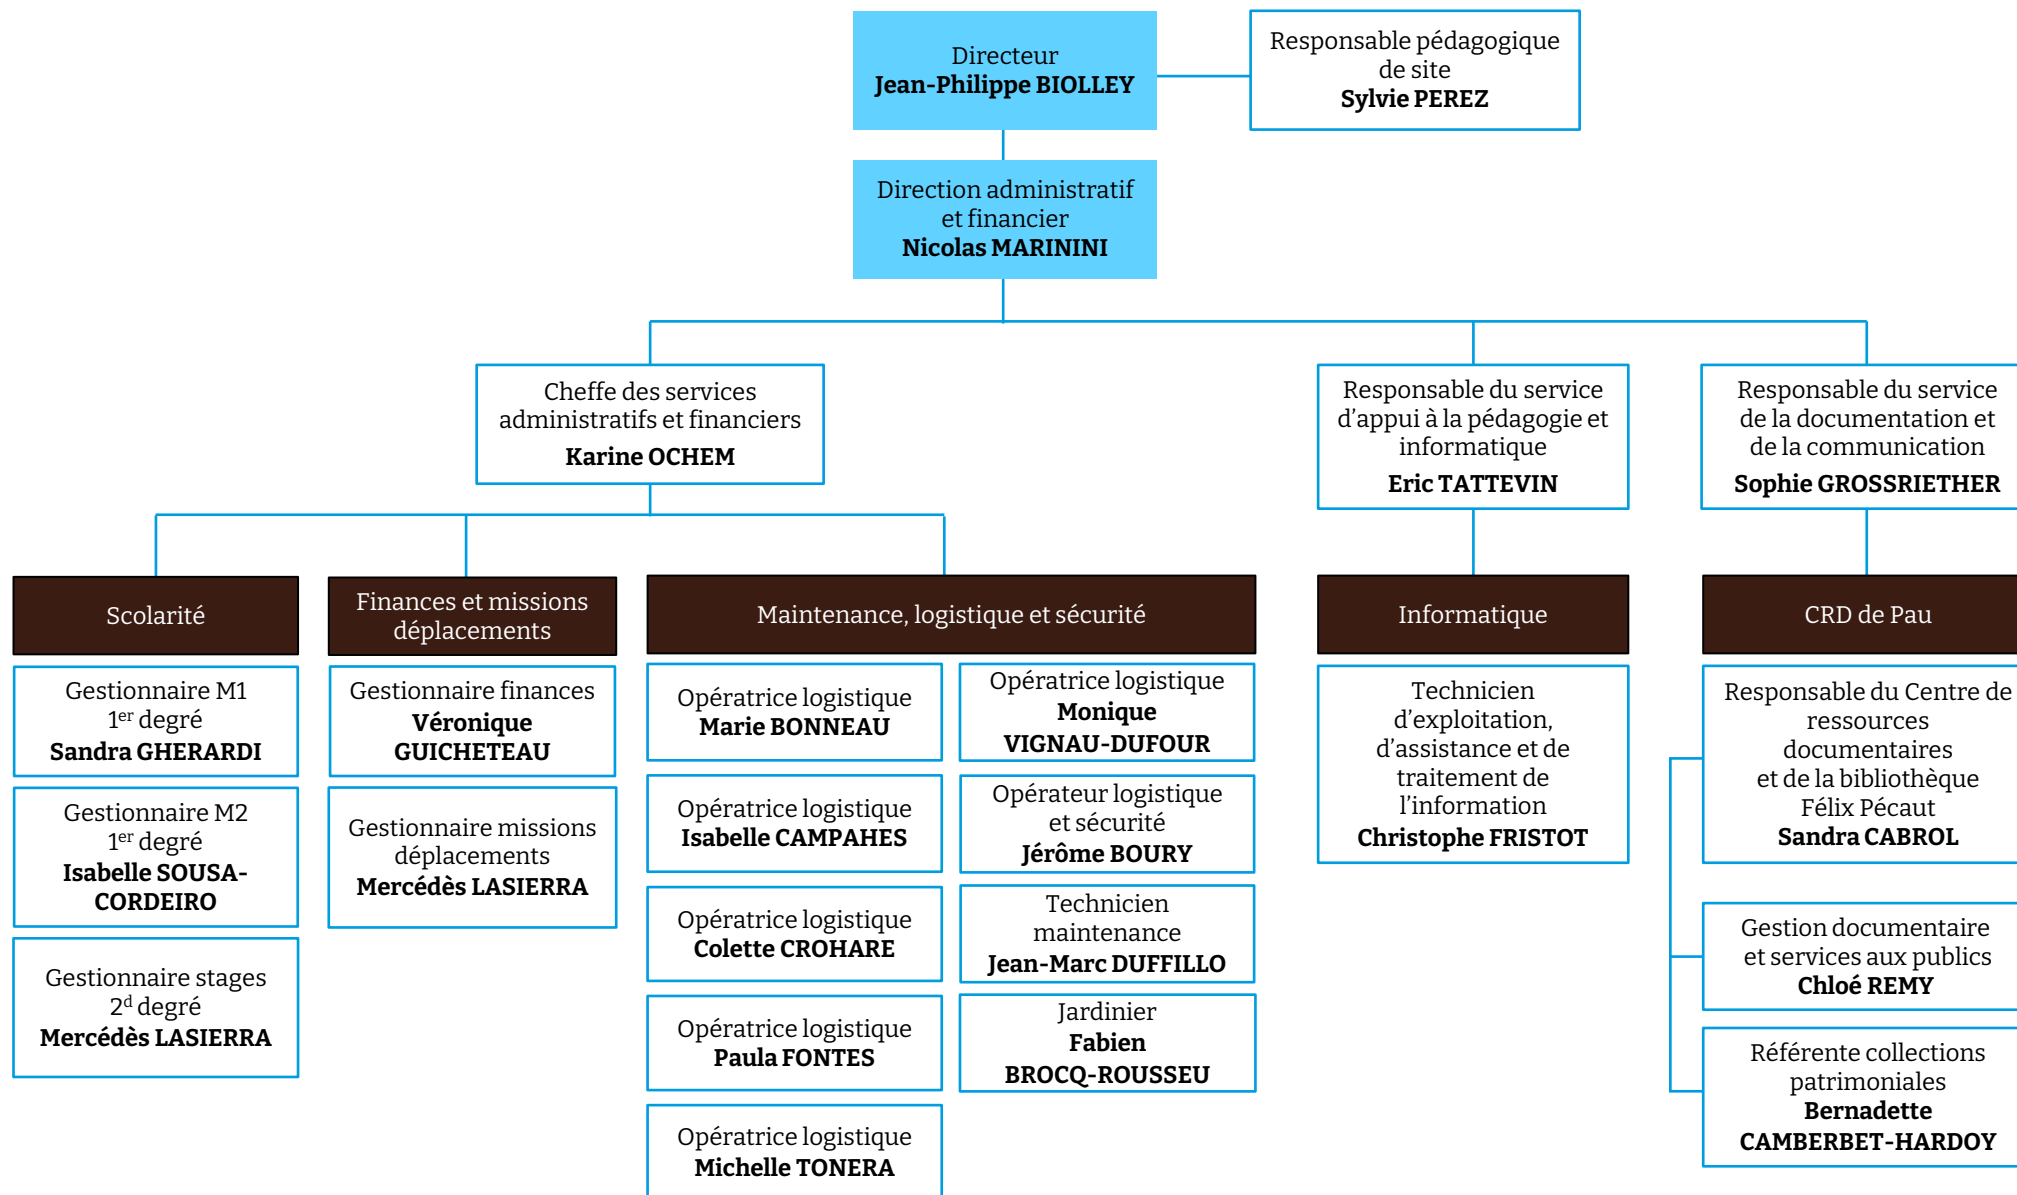 Directeur
Jean-Philippe BIOLLEY
Responsable pédagogique
de site
Sylvie PEREZ
Direction administratif
et financier
Nicolas MARININI
Cheffe des services
administratifs et financiers
Karine OCHEM
Responsable du service
d’appui à la pédagogie et
informatique
Eric TATTEVIN
Responsable du service
de la documentation et
de la communication
Sophie GROSSRIETHER
Scolarité
Gestionnaire M1
1er degré
Sandra GHERARDI
Gestionnaire M2
1er degré
Isabelle SOUSA-
CORDEIRO
Gestionnaire stages
2d degré
Mercédès LASIERRA
Finances et missions
déplacements
Gestionnaire finances
Véronique
GUICHETEAU
Gestionnaire missions
déplacements
Mercédès LASIERRA
Maintenance, logistique et sécurité
Opératrice logistique
Marie BONNEAU
Opératrice logistique
Isabelle CAMPAHES
Opératrice logistique
Colette CROHARE
Opératrice logistique
Paula FONTES
Opératrice logistique
Michelle TONERA
Opératrice logistique
Monique
VIGNAU-DUFOUR
Opérateur logistique
et sécurité
Jérôme BOURY
Technicien
maintenance
Jean-Marc DUFFILLO
Jardinier
Fabien
BROCQ-ROUSSEU
Informatique
Technicien
d’exploitation,
d’assistance et de
traitement de
l’information
Christophe FRISTOT
CRD de Pau
Responsable du Centre de
ressources
documentaires
et de la bibliothèque
Félix Pécaut
Sandra CABROL
Gestion documentaire
et services aux publics
Chloé REMY
Référente collections
patrimoniales
Bernadette
CAMBERBET-HARDOY